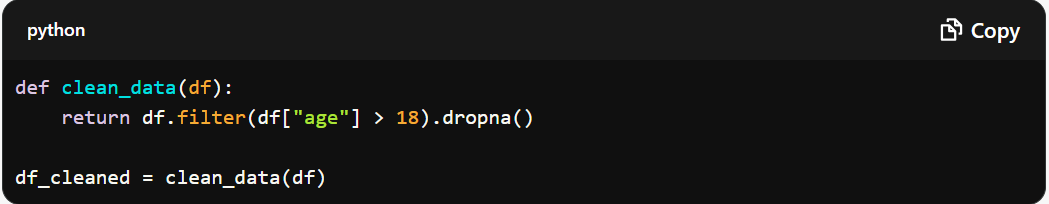 python
Copy
def clean_data(df):
    return df.filter(df["age"] > 18).dropna()

df_cleaned = clean_data(df)